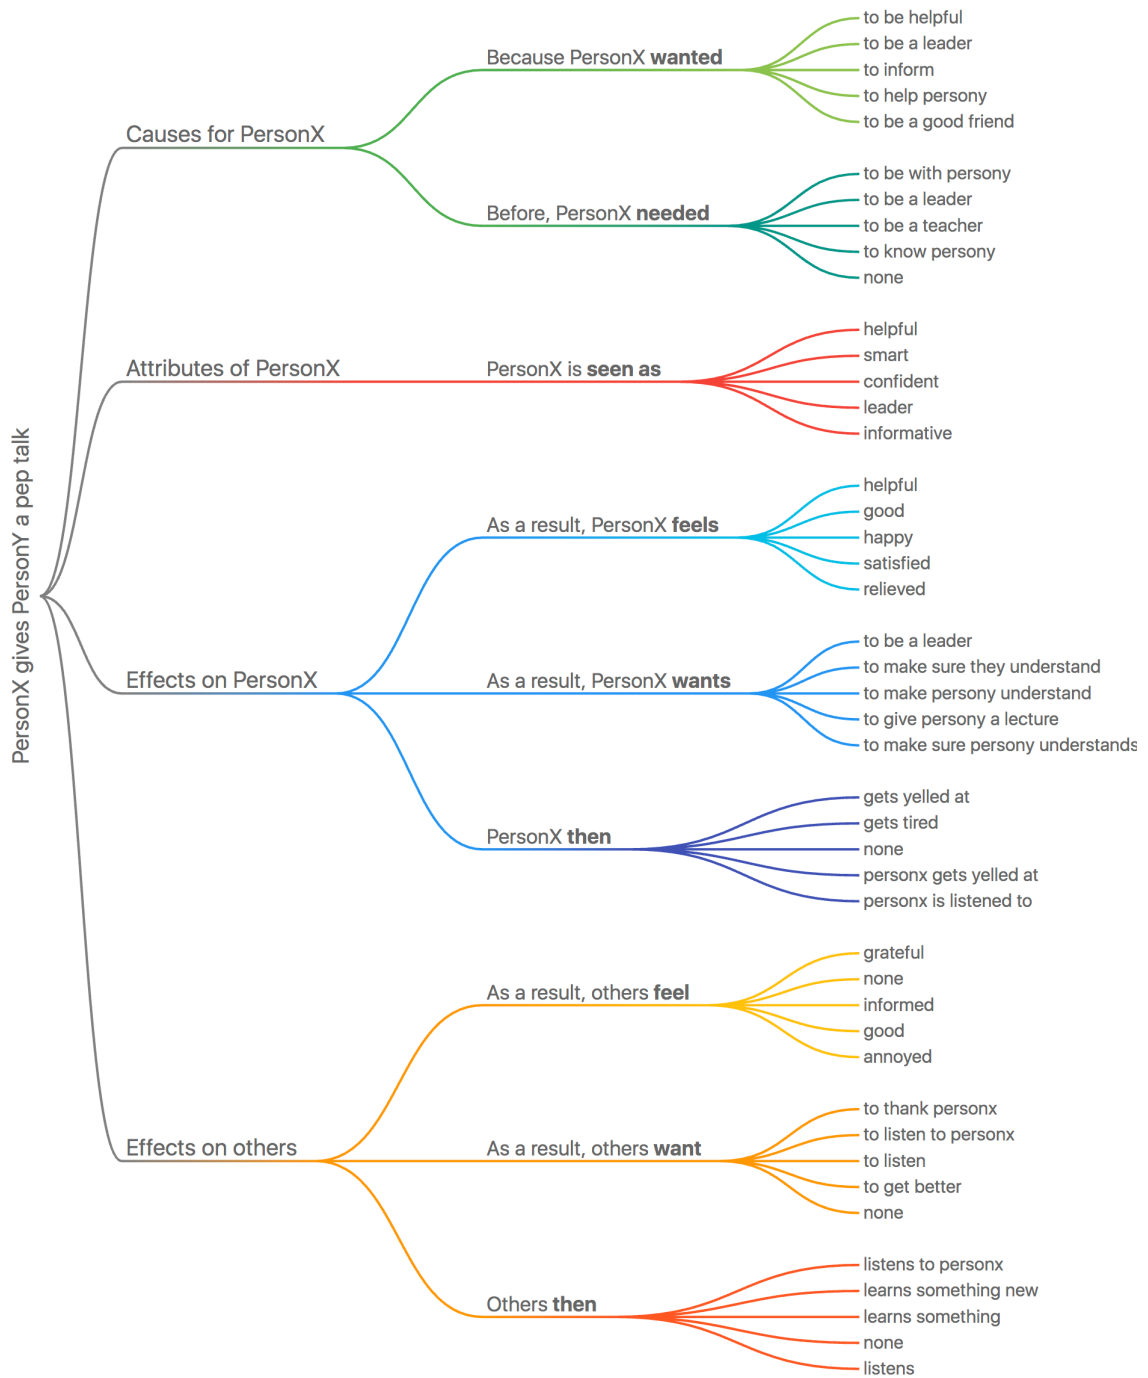 PersonX gives PersonY a pep talk
Causes for PersonX
Because PersonX wanted
to be helpful
to be a leader
to inform
to help persony
to be a good friend
Before, PersonX needed
to be with persony
to be a leader
to be a teacher
to know persony
none
Attributes of PersonX
PersonX is seen as
helpful
smart
confident
leader
informative
Effects on PersonX
As a result, PersonX feels
helpful
good
happy
satisfied
relieved
As a result, PersonX wants
to be a leader
to make sure they understand
to make persony understand
to give persony a lecture
to make sure persony understands
PersonX then
gets yelled at
gets tired
none
personx gets yelled at
personx is listened to
Effects on others
As a result, others feel
grateful
none
informed
good
annoyed
As a result, others want
to thank personx
to listen to personx
to listen
to get better
none
Others then
listens to personx
learns something new
learns something
none
listens